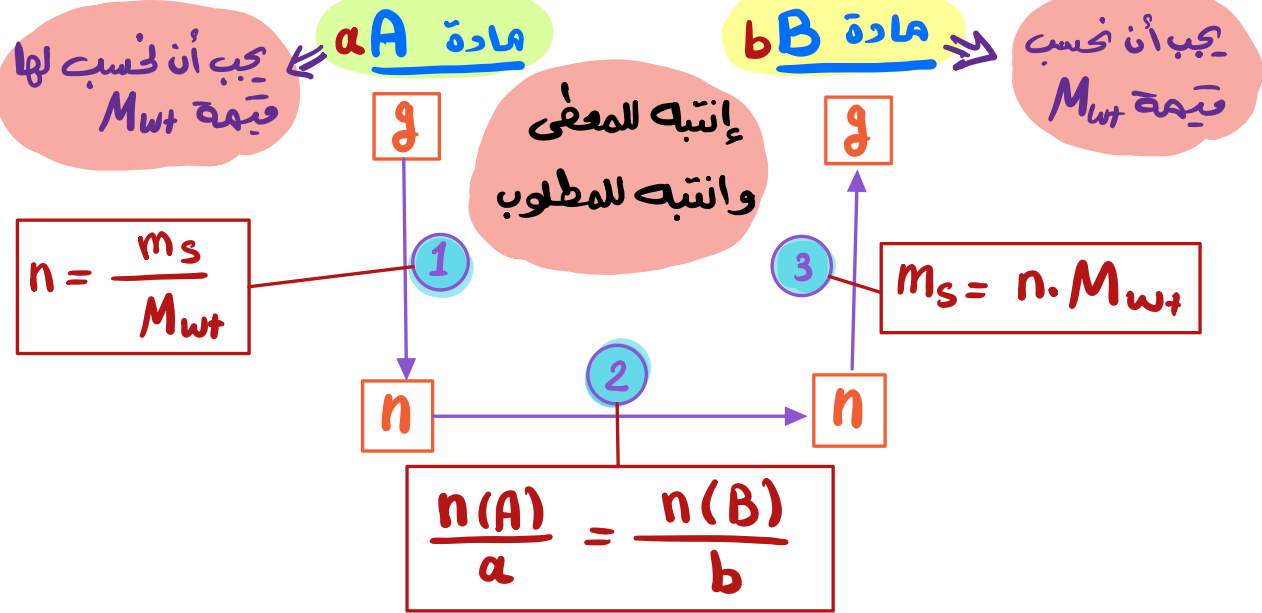 يجب أن نحسب لها
قيمة Mwt
aA مادة
bB مادة
يجب أن نحسب
قيمة Mwt
g
إنتبه للمعطى
وانتبه للمطلوب
g
n = ms / Mwt
1
3
ms = n. Mwt
n
2
n
n(A) / a = n(B) / b